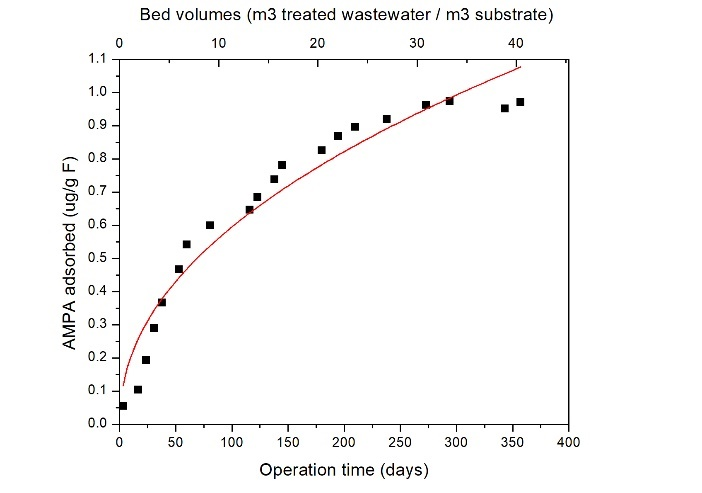 Bed volumes (m3 treated wastewater / m3 substrate)
0 10 20 30 40
1.1
1.0
0.9
0.8
0.7
0.6
0.5
0.4
0.3
0.2
0.1
0.0
AMPA adsorbed (ug/g F)
0 50 100 150 200 250 300 350 400
Operation time (days)